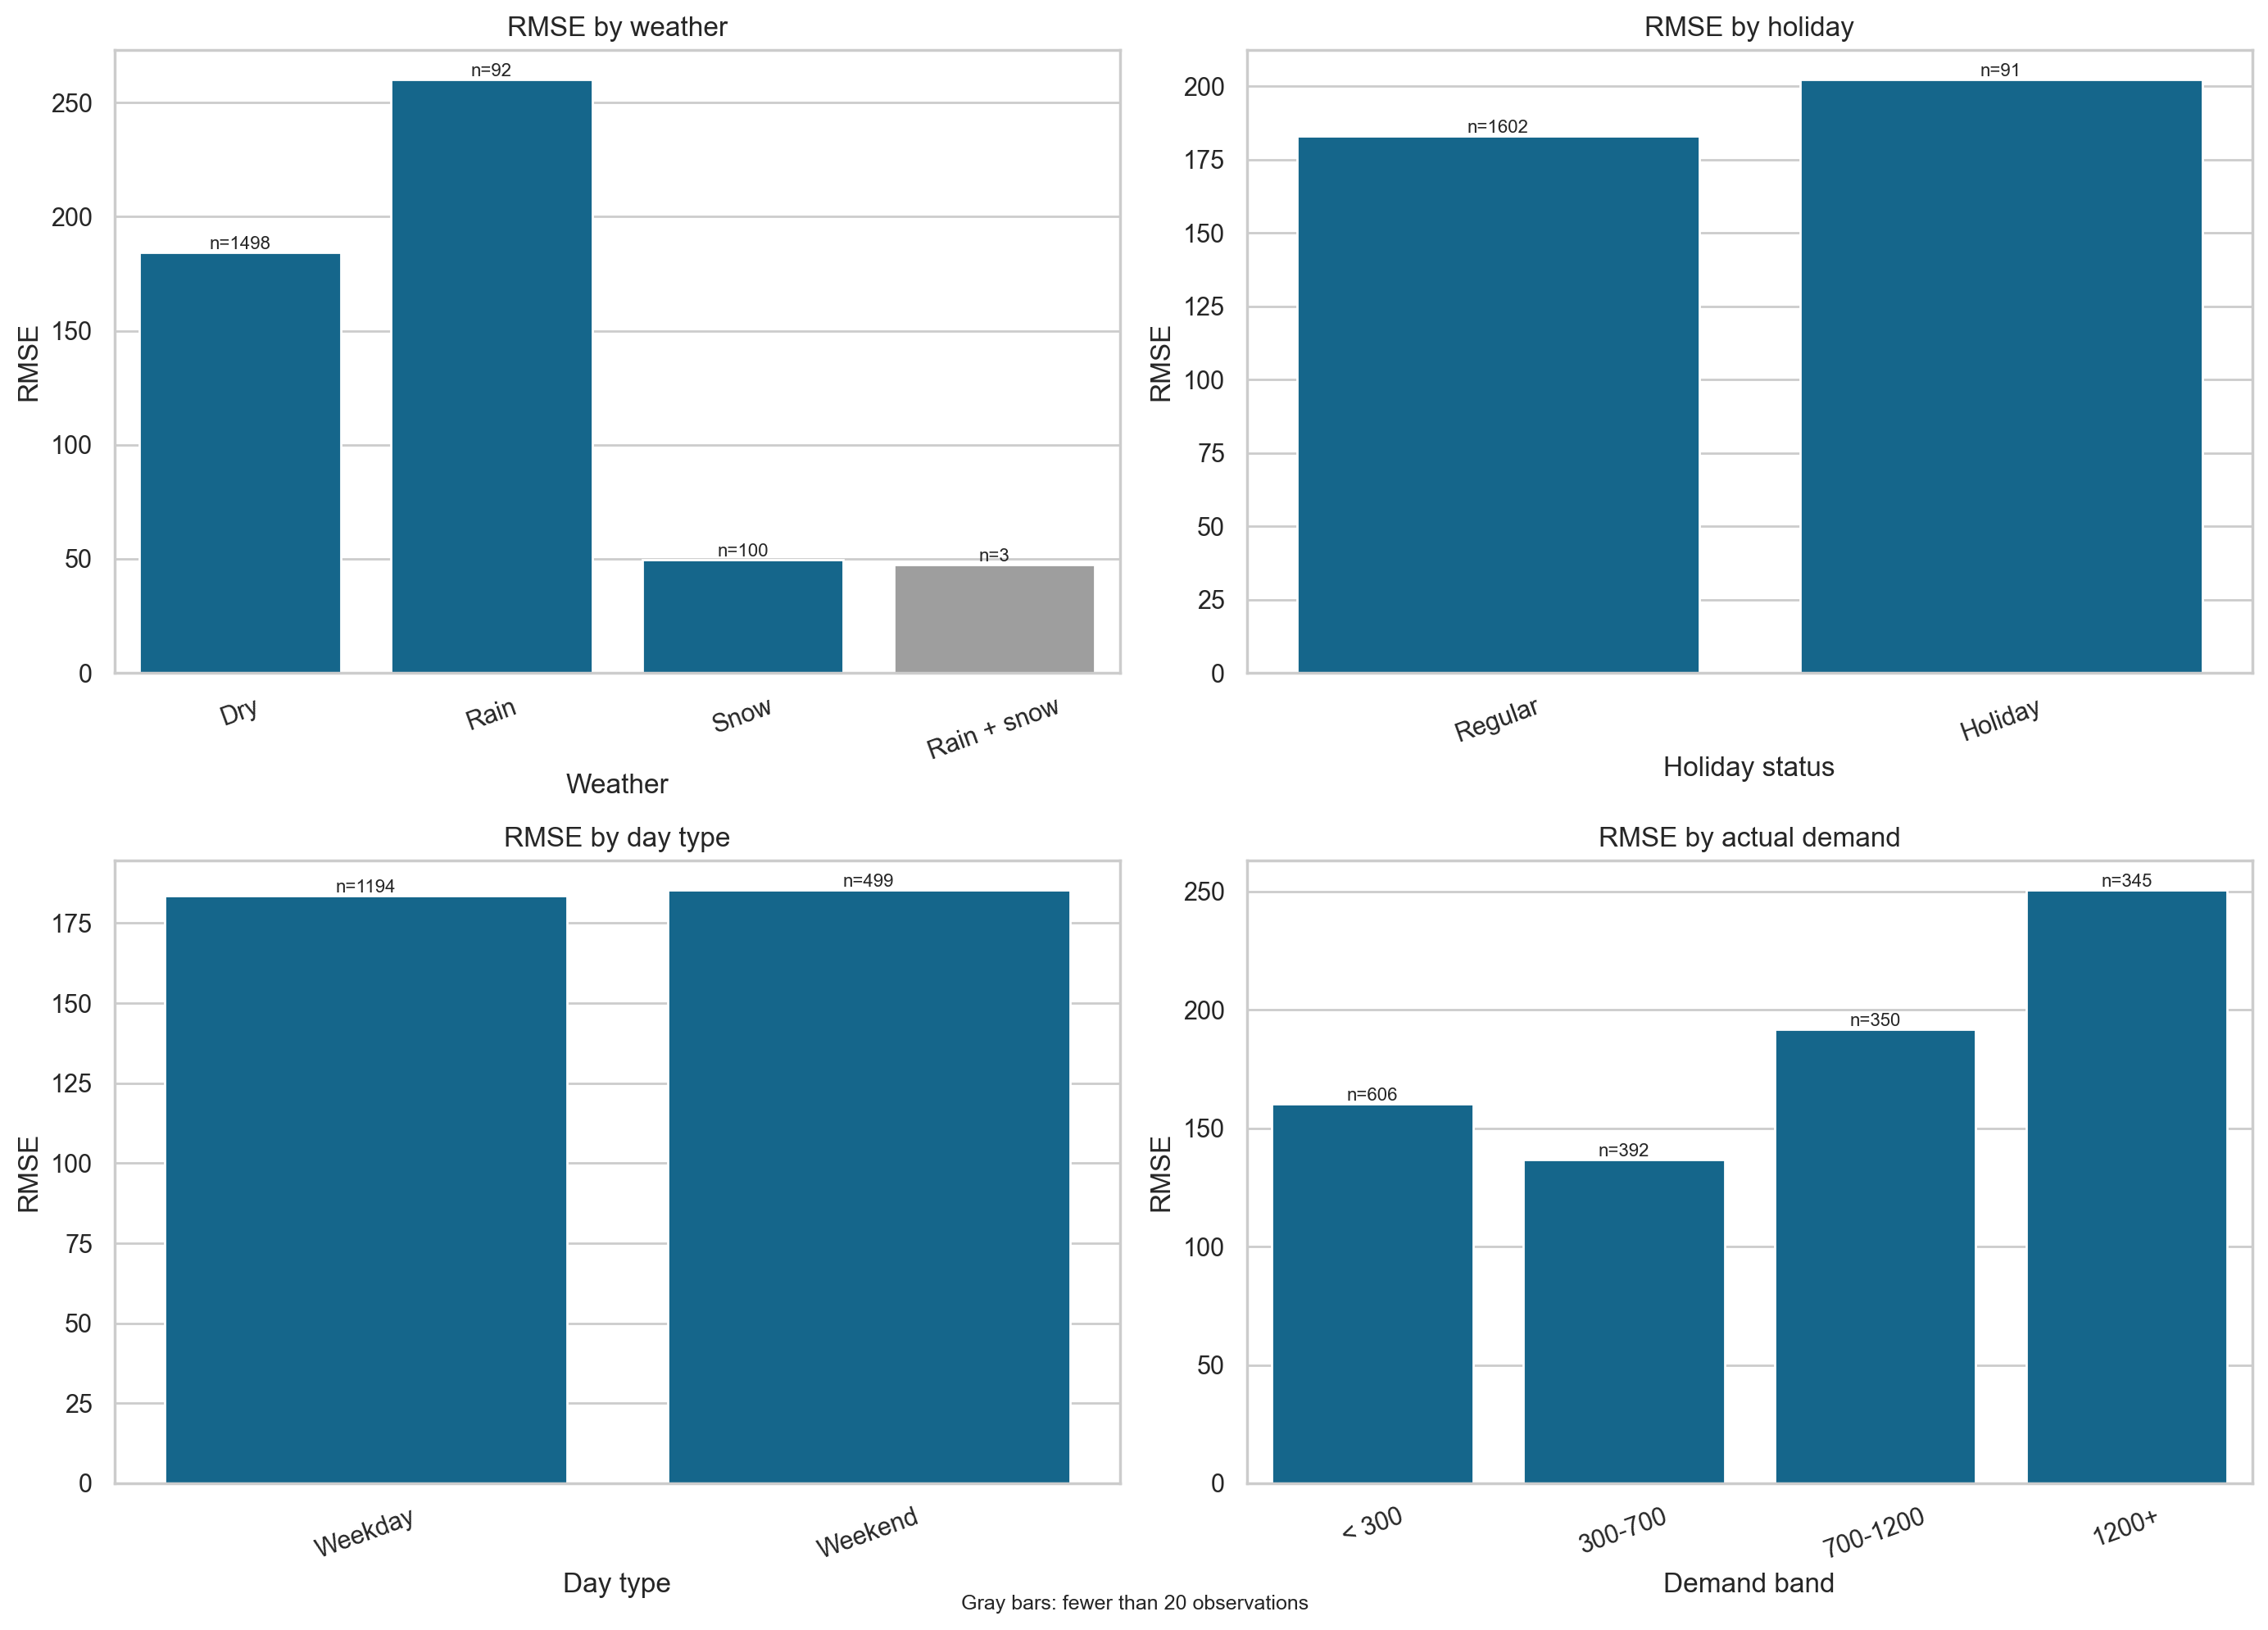 RMSE by weather
RMSE
250
200
150
100
50
0
n=1498
n=92
n=100
n=3
Dry
Rain
Snow
Rain + snow
Weather
RMSE by holiday
RMSE
200
175
150
125
100
75
50
25
0
n=1602
n=91
Regular
Holiday
Holiday status
RMSE by day type
RMSE
175
150
125
100
75
50
25
0
n=1194
n=499
Weekday
Weekend
Day type
RMSE by actual demand
RMSE
250
200
150
100
50
0
n=606
n=392
n=350
n=345
< 300
300-700
700-1200
1200+
Demand band
Gray bars: fewer than 20 observations